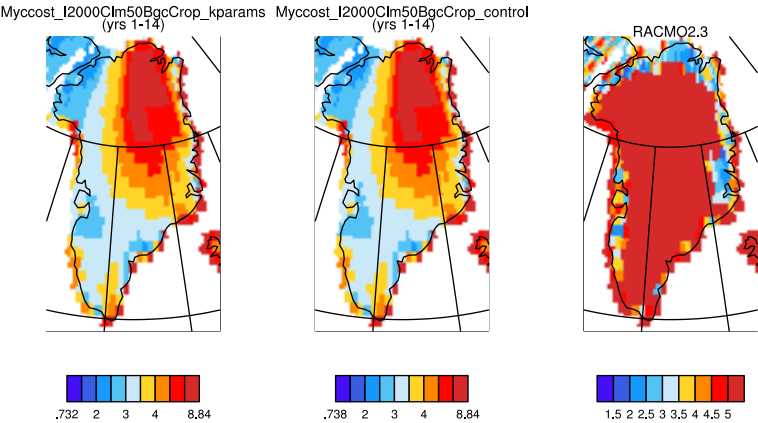 Myccost_I2000Clm50BgcCrop_kparams
(yrs 1-14)
Myccost_I2000Clm50BgcCrop_control
(yrs 1-14)
RACMO2.3
.732 2 3 4 8.84
.738 2 3 4 8.84
1.5 2 2.5 3 3.5 4 4.5 5